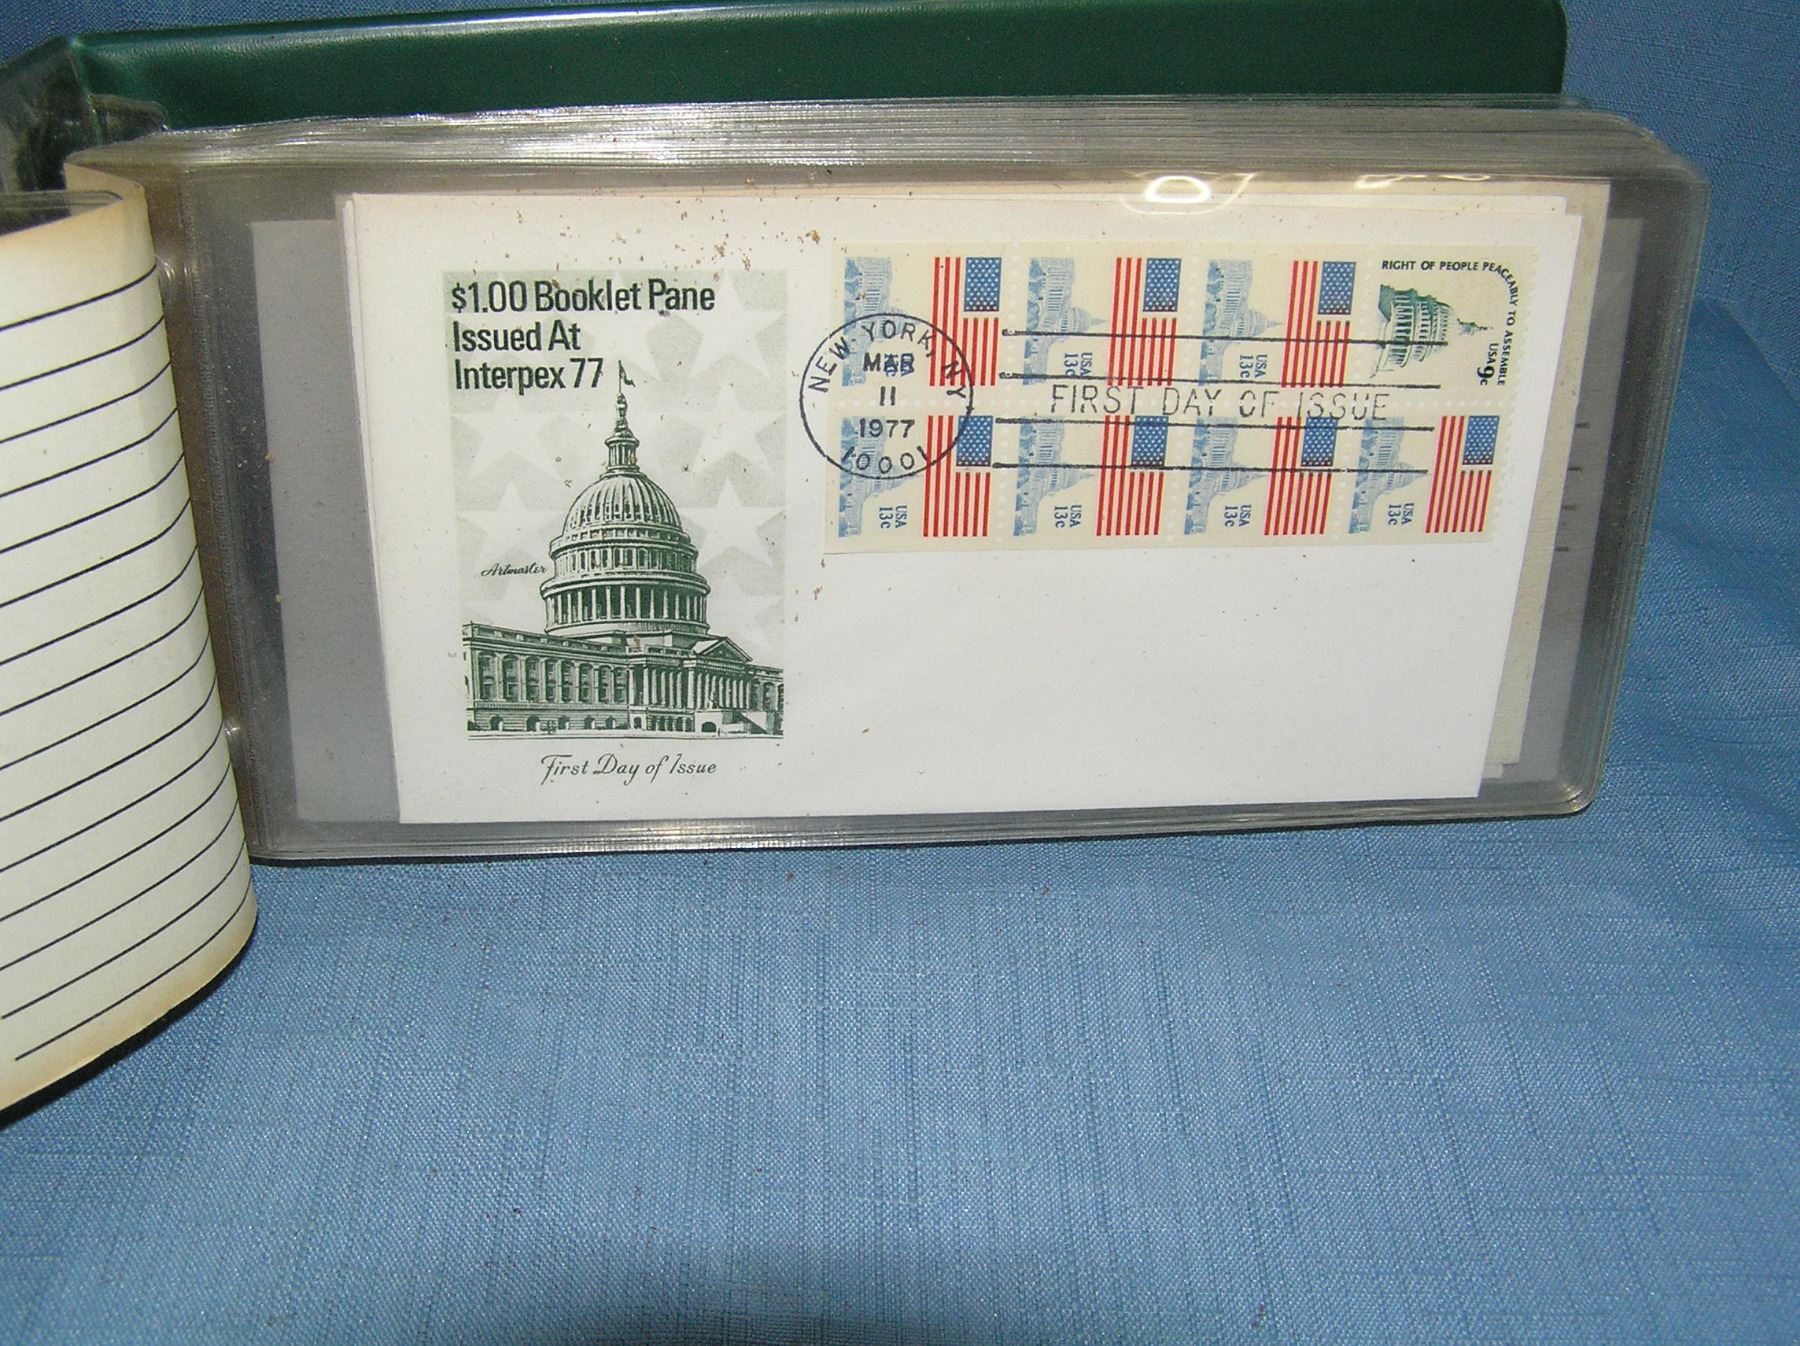 $1.00 Booklet Pane
Issued At
Interpex 77
Artmaster
First Day of Issue
NEW YORK, NY
MAR
11
1977
10001
FIRST DAY OF ISSUE
USA
13c
USA
13c
RIGHT OF PEOPLE PEACEABLY TO ASSEMBLE
USA 9c
USA
13c
USA
13c
USA
13c
USA
13c